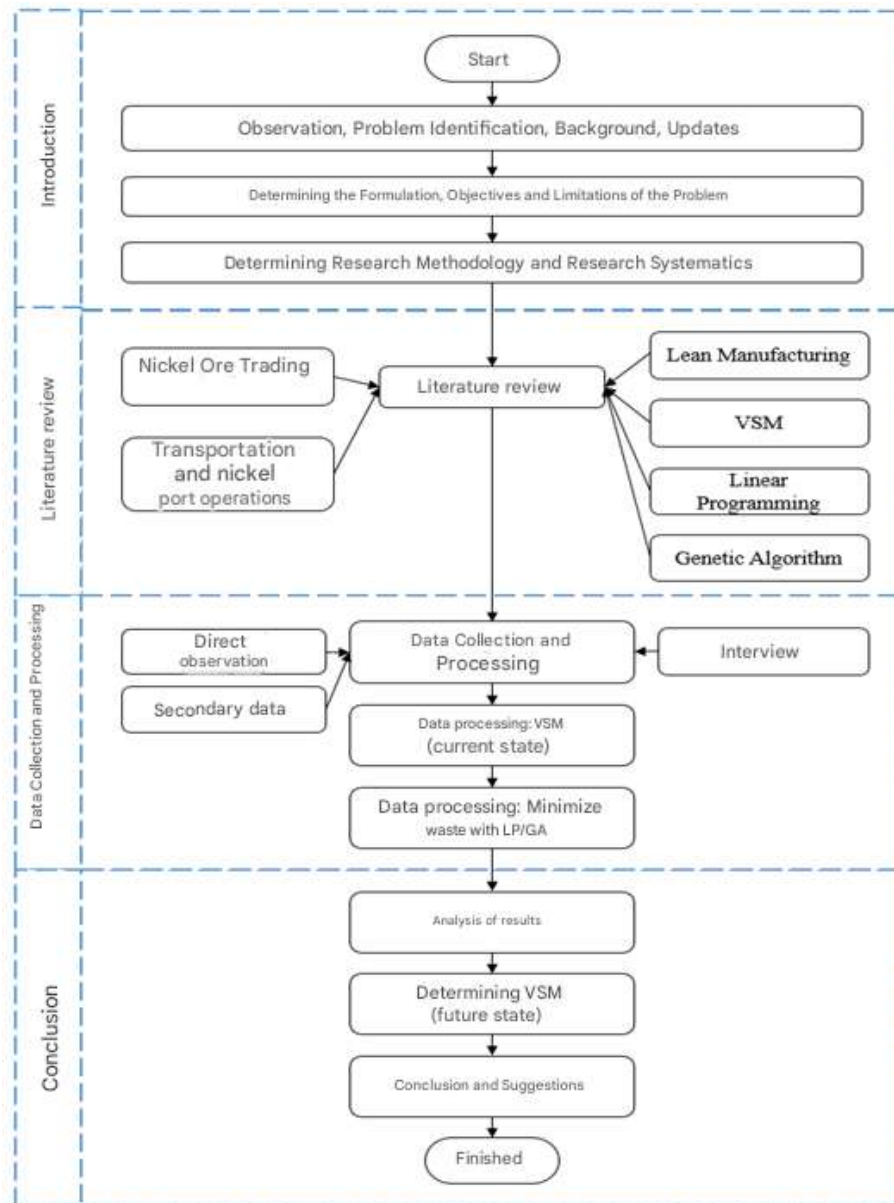 Introduction
Start
Observation, Problem Identification, Background, Updates
Determining the Formulation, Objectives and Limitations of the Problem
Determining Research Methodology and Research Systematics
Literature review
Nickel Ore Trading
Transportation
and nickel
port operations
Literature review
Lean Manufacturing
VSM
Linear
Programming
Genetic Algorithm
Data Collection and Processing
Direct
observation
Secondary data
Data Collection and
Processing
Interview
Data processing: VSM
(current state)
Data processing: Minimize
waste with LP/GA
Conclusion
Analysis of results
Determining VSM
(future state)
Conclusion and Suggestions
Finished